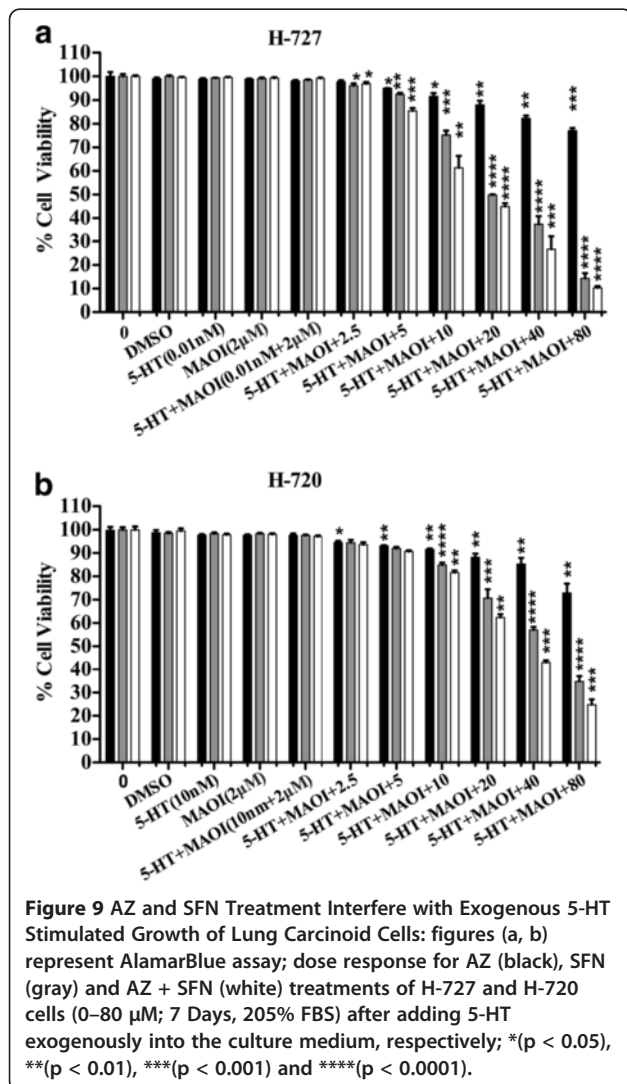 a
H-727
% Cell Viability
110
100
90
80
70
60
50
40
30
20
10
0
* * * ** *** * *** ** ** **** **** ** **** *** *** **** ****
0
DMSO
5-HT(0.01nM)
MAOI(2μM)
5-HT+MAOI(0.01nM+2μM)
5-HT+MAOI+2.5
5-HT+MAOI+5
5-HT+MAOI+10
5-HT+MAOI+20
5-HT+MAOI+40
5-HT+MAOI+80
b
H-720
% Cell Viability
110
100
90
80
70
60
50
40
30
20
10
0
* ** ** **** ** ** *** ** ** **** *** ** **** ***
0
DMSO
5-HT(10nM)
MAOI(2μM)
5-HT+MAOI(10nm+2μM)
5-HT+MAOI+2.5
5-HT+MAOI+5
5-HT+MAOI+10
5-HT+MAOI+20
5-HT+MAOI+40
5-HT+MAOI+80
Figure 9 AZ and SFN Treatment Interfere with Exogenous 5-HT
Stimulated Growth of Lung Carcinoid Cells: figures (a, b)
represent AlamarBlue assay; dose response for AZ (black), SFN
(gray) and AZ + SFN (white) treatments of H-727 and H-720
cells (0–80 μM; 7 Days, 205% FBS) after adding 5-HT
exogenously into the culture medium, respectively; *(p < 0.05),
**(p < 0.01), ***(p < 0.001) and ****(p < 0.0001).